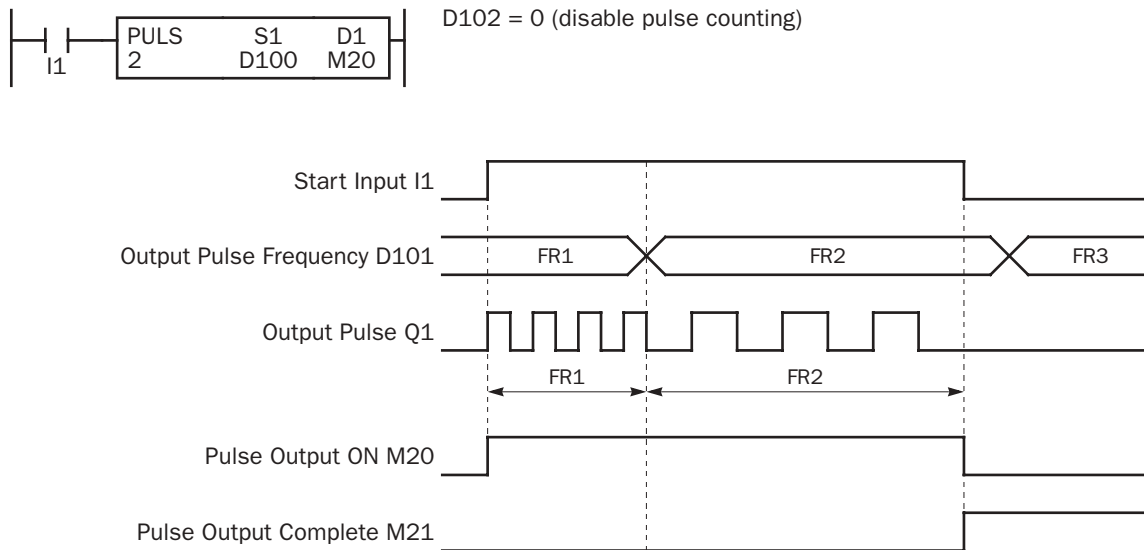 PULS S1 D1
2 D100 M20
I1
D102 = 0 (disable pulse counting)
Start Input I1
Output Pulse Frequency D101
FR1 FR2 FR3
Output Pulse Q1
FR1 FR2
Pulse Output ON M20
Pulse Output Complete M21